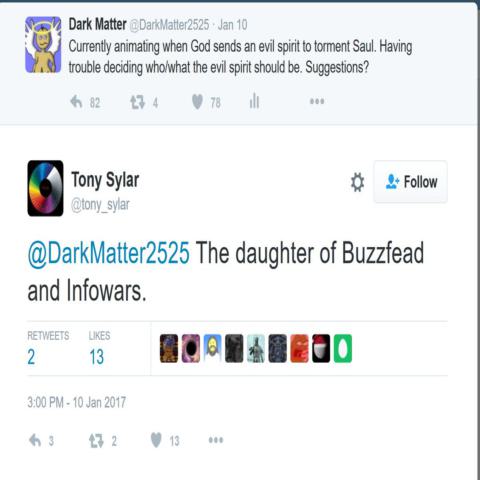 Dark Matter @DarkMatter2525 · Jan 10
Currently animating when God sends an evil spirit to torment Saul. Having
trouble deciding who/what the evil spirit should be. Suggestions?
82 4 78
Tony Sylar
@tony_sylar
Follow
@DarkMatter2525 The daughter of Buzzfead
and Infowars.
RETWEETS LIKES
2 13
3:00 PM - 10 Jan 2017
3 2 13